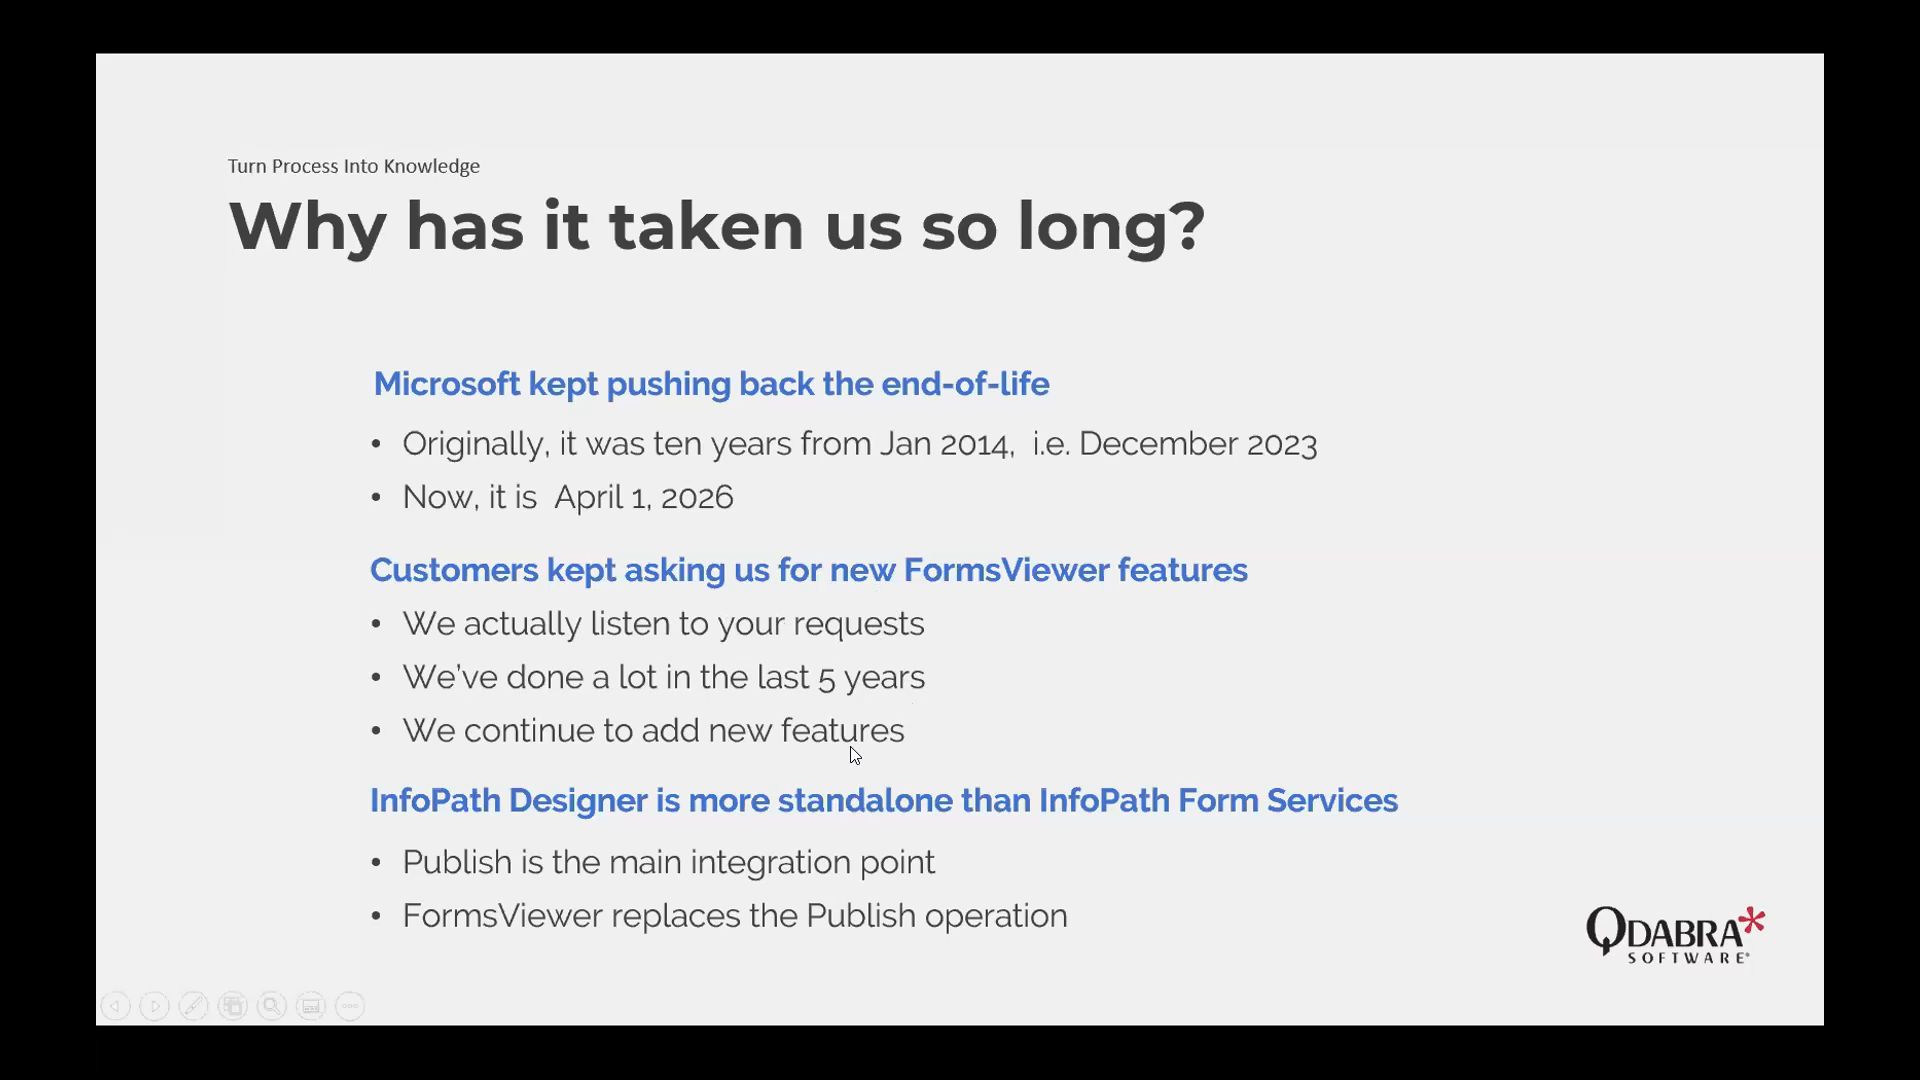 Turn Process Into Knowledge
Why has it taken us so long?
Microsoft kept pushing back the end-of-life
• Originally, it was ten years from Jan 2014,  i.e. December 2023
• Now, it is  April 1, 2026
Customers kept asking us for new FormsViewer features
• We actually listen to your requests
• We've done a lot in the last 5 years
• We continue to add new features
InfoPath Designer is more standalone than InfoPath Form Services
• Publish is the main integration point
• FormsViewer replaces the Publish operation
QDABRA
SOFTWARE®